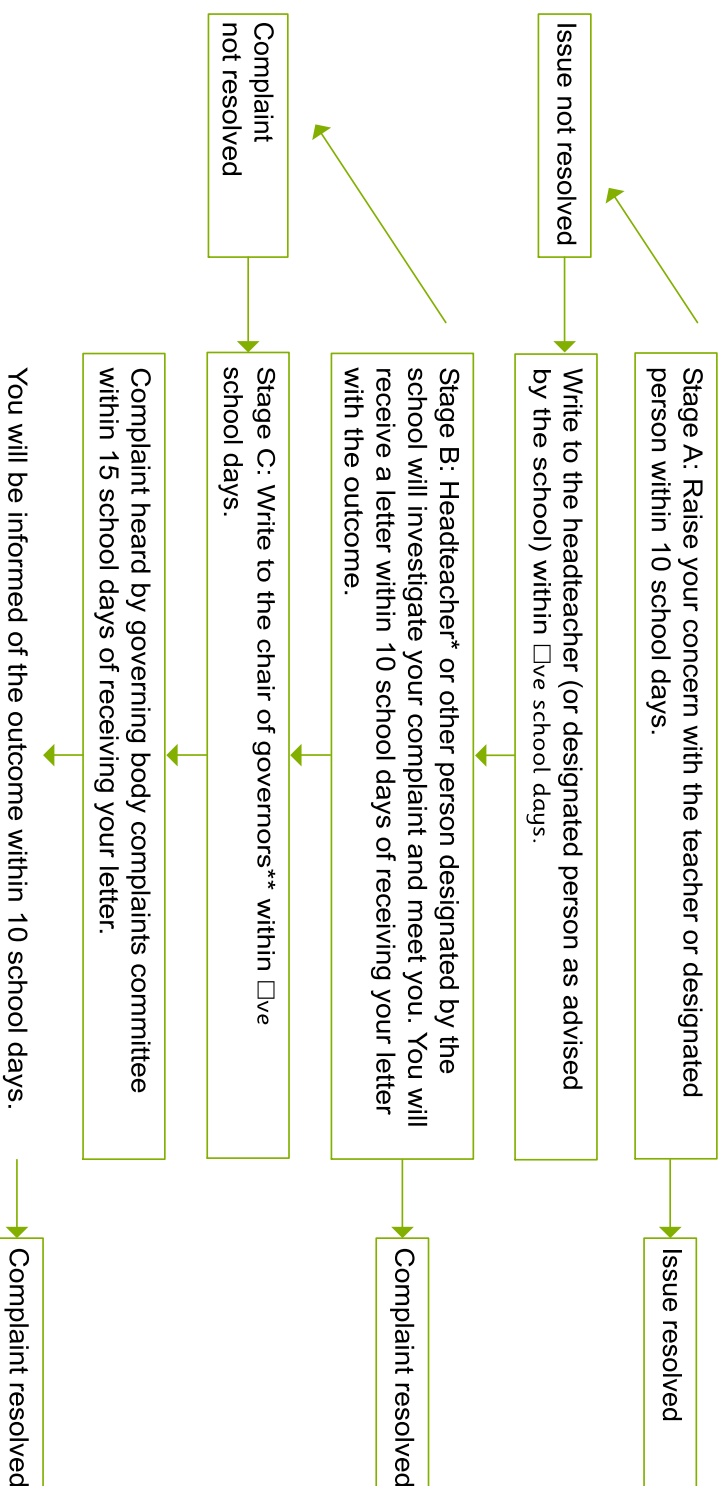 Stage A: Raise your concern with the teacher or designated
person within 10 school days.
Issue resolved
Issue not resolved
Write to the headteacher (or designated person as advised
by the school) within □ve school days.
Stage B: Headteacher* or other person designated by the
school will investigate your complaint and meet you. You will
receive a letter within 10 school days of receiving your letter
with the outcome.
Complaint resolved
Complaint
not resolved
Stage C: Write to the chair of governors** within □ve
school days.
Complaint heard by governing body complaints committee
within 15 school days of receiving your letter.
You will be informed of the outcome within 10 school days.
Complaint resolved